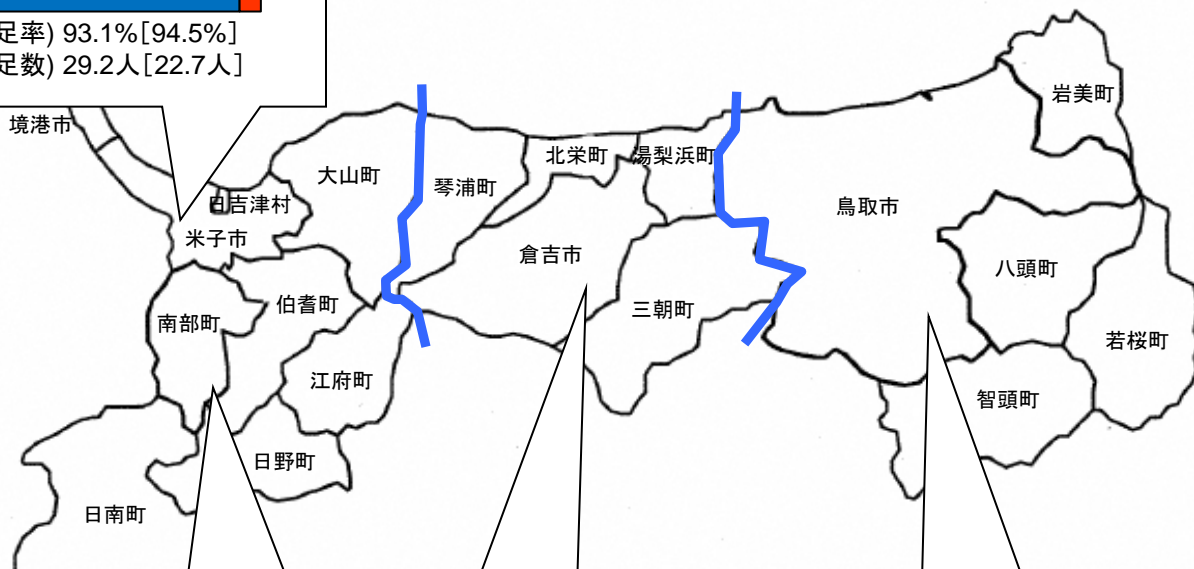 足率) 93.1%[94.5%]
足数) 29.2人[22.7人]
岩美町
境港市
北栄町
湯梨浜町
大山町
琴浦町
日吉津村
鳥取市
米子市
倉吉市
八頭町
伯耆町
三朝町
南部町
若桜町
江府町
智頭町
日野町
日南町